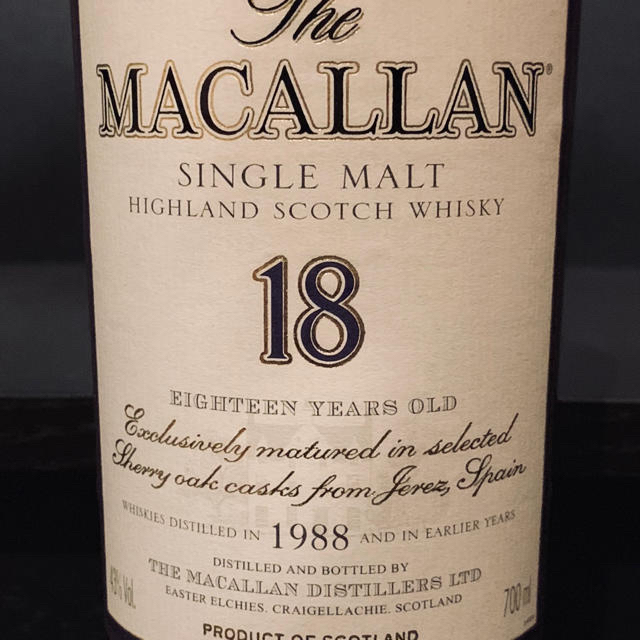 The
MACALLAN®
SINGLE MALT
HIGHLAND SCOTCH WHISKY
18
EIGHTEEN YEARS OLD
Exclusively matured in selected
Sherry oak casks from Jerez, Spain
WHISKIES DISTILLED IN 1988 AND IN EARLIER YEARS
DISTILLED AND BOTTLED BY
THE MACALLAN DISTILLERS LTD
EASTER ELCHIES, CRAIGELLACHIE, SCOTLAND
43% Vol. 700 ml
PRODUCT OF SCOTLAND